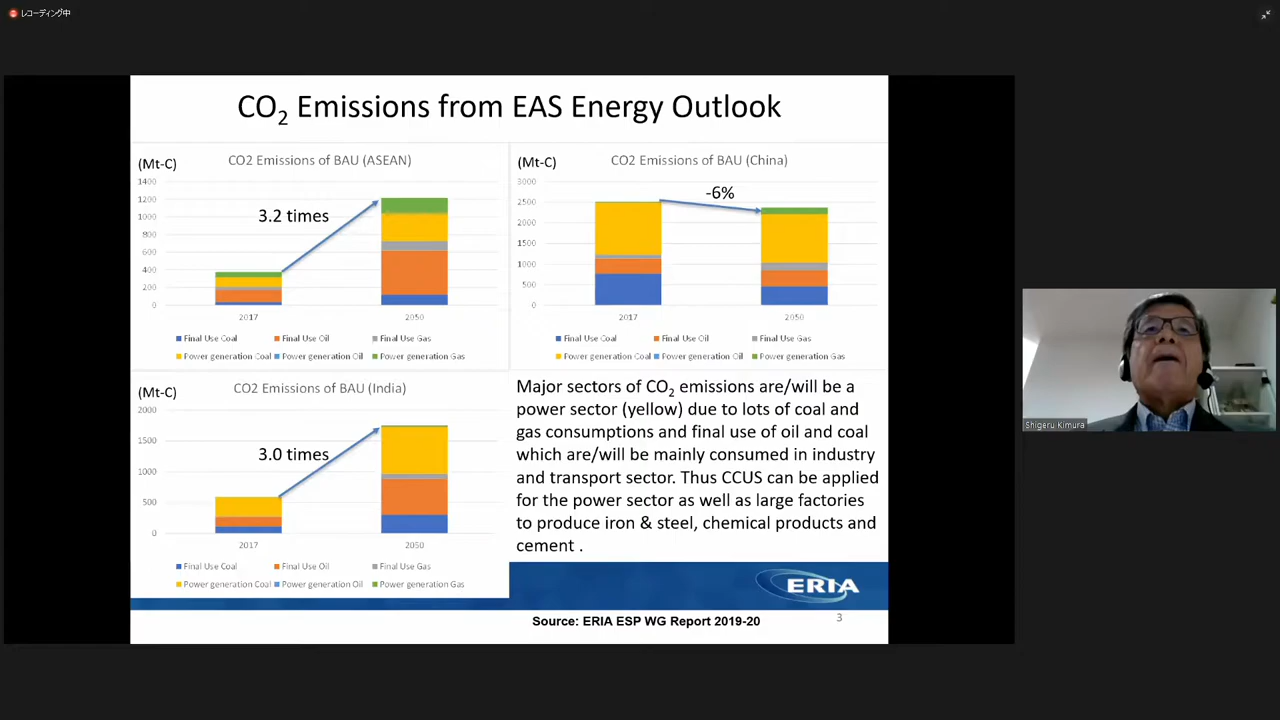 レコーディング中
CO2 Emissions from EAS Energy Outlook
(Mt-C)
CO2 Emissions of BAU (ASEAN)
1400
1200
1000
800
600
400
200
0
3.2 times
2017
2050
Final Use Coal
Final Use Oil
Final Use Gas
Power generation Coal
Power generation Oil
Power generation Gas
(Mt-C)
CO2 Emissions of BAU (China)
3000
2500
2000
1500
1000
500
0
-6%
2017
2050
Final Use Coal
Final Use Oil
Final Use Gas
Power generation Coal
Power generation Oil
Power generation Gas
(Mt-C)
CO2 Emissions of BAU (India)
2000
1500
1000
500
0
3.0 times
2017
2050
Final Use Coal
Final Use Oil
Final Use Gas
Power generation Coal
Power generation Oil
Power generation Gas
Major sectors of CO2 emissions are/will be a
power sector (yellow) due to lots of coal and
gas consumptions and final use of oil and coal
which are/will be mainly consumed in industry
and transport sector. Thus CCUS can be applied
for the power sector as well as large factories
to produce iron & steel, chemical products and
cement .
ERIA
Source: ERIA ESP WG Report 2019-20
3
Shigeru Kimura